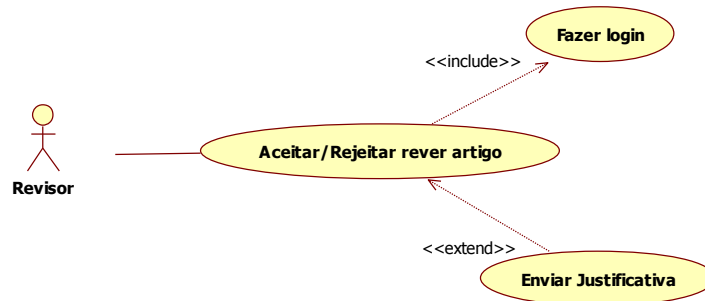 Fazer login
<<include>>
Aceitar/Rejeitar rever artigo
Revisor
<<extend>>
Enviar Justificativa